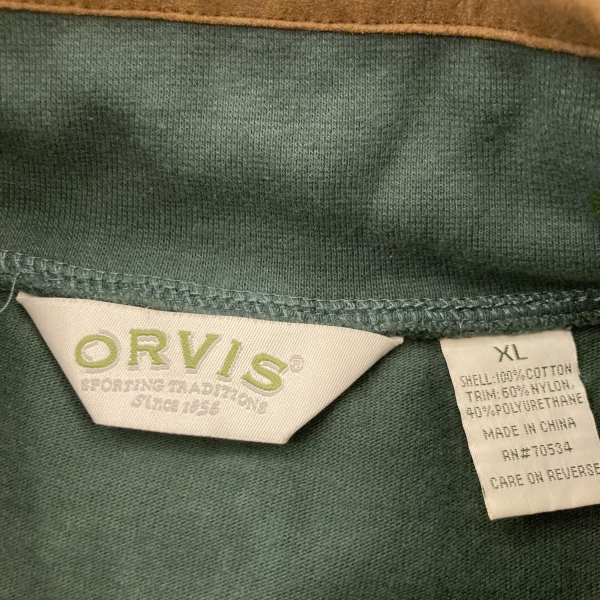 ORVIS®
SPORTING TRADITIONS
Since 1856
XL
SHELL:100%COTTON
TRIM:60%NYLON,
40%POLYURETHANE
MADE IN CHINA
RN#70534
CARE ON REVERSE